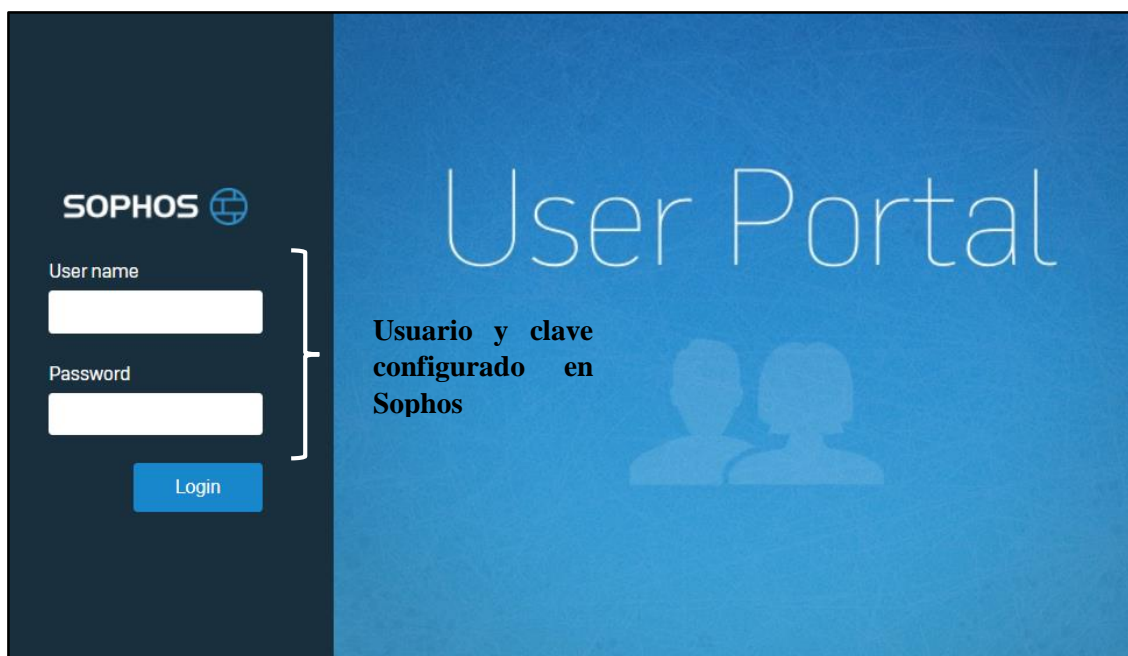 SOPHOS
User name
Password
Login
User Portal
Usuario y clave
configurado en
Sophos